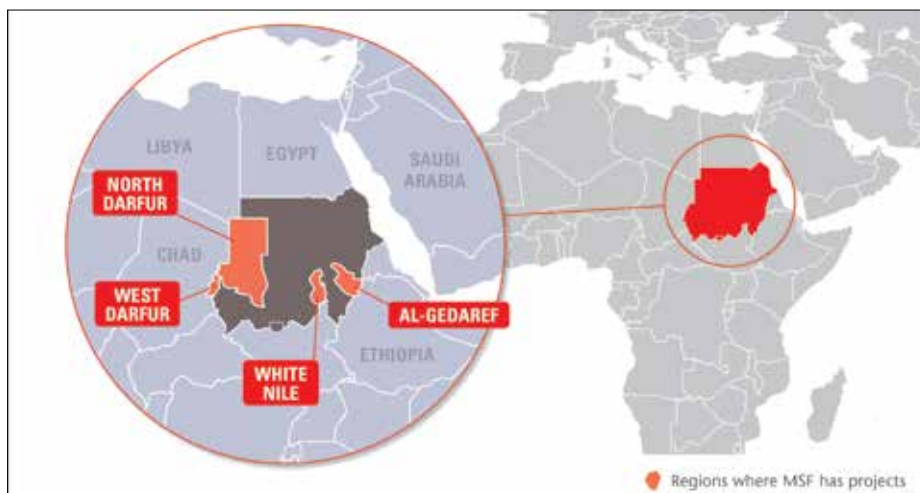 LIBYA
EGYPT
SAUDI
ARABIA
NORTH
DARFUR
CHAD
WEST
DARFUR
AL-GEDAREF
ETHIOPIA
WHITE
NILE
Regions where MSF has projects